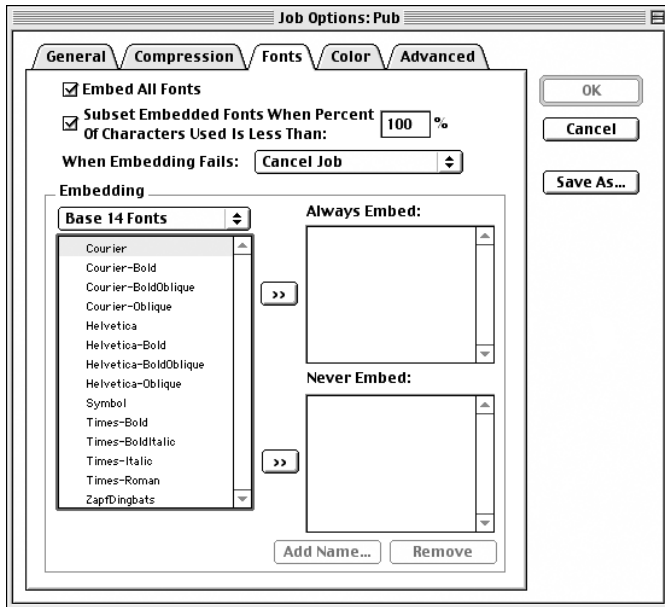 Job Options: Pub
General Compression Fonts Color Advanced
Embed All Fonts
Subset Embedded Fonts When Percent
Of Characters Used Is Less Than: 100 %
When Embedding Fails: Cancel Job
OK
Cancel
Save As...
Embedding
Base 14 Fonts
Courier
Courier-Bold
Courier-BoldOblique
Courier-Oblique
Helvetica
Helvetica-Bold
Helvetica-BoldOblique
Helvetica-Oblique
Symbol
Times-Bold
Times-BoldItalic
Times-Italic
Times-Roman
ZapfDingbats
>>
>>
Always Embed:
Never Embed:
Add Name... Remove